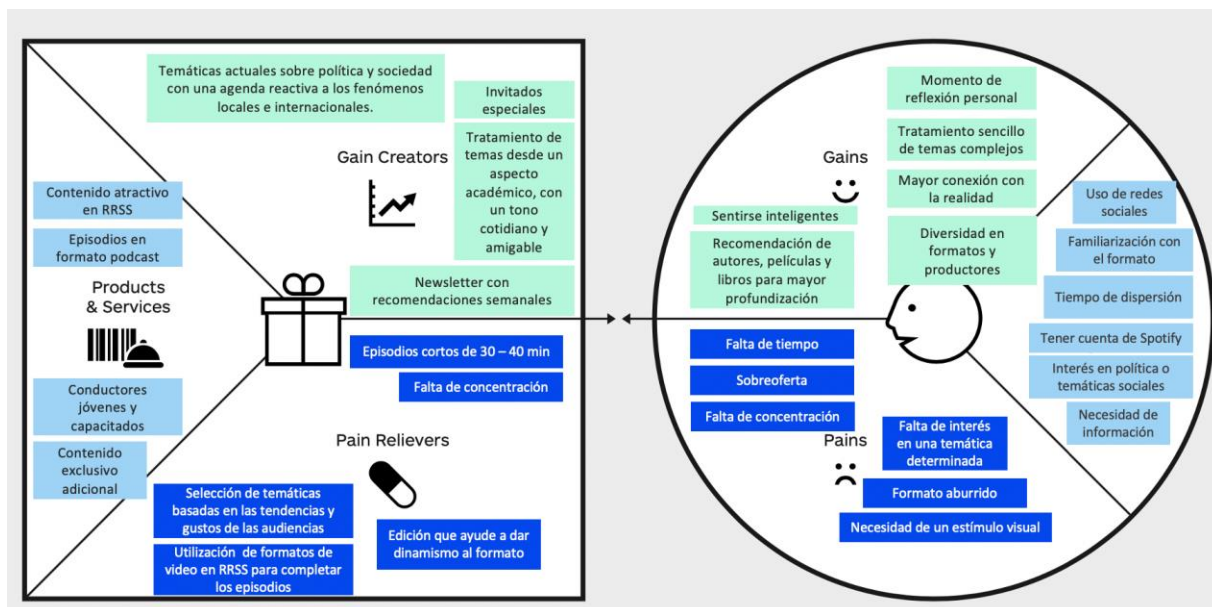 Temáticas actuales sobre política y sociedad
con una agenda reactiva a los fenómenos
locales e internacionales.
Invitados
especiales
Gain Creators
Tratamiento de
temas desde un
aspecto
académico, con
un tono
cotidiano y
amigable
Newsletter con
recomendaciones semanales
Contenido atractivo
en RRSS
Episodios en
formato podcast
Products
& Services
Conductores
jóvenes y
capacitados
Contenido
exclusivo
adicional
Episodios cortos de 30 – 40 min
Falta de concentración
Pain Relievers
Selección de temáticas
basadas en las tendencias y
gustos de las audiencias
Utilización de formatos de
video en RRSS para completar
los episodios
Edición que ayude a dar
dinamismo al formato
Momento de
reflexión personal
Tratamiento sencillo
de temas complejos
Gains
Mayor conexión con
la realidad
Sentirse inteligentes
Diversidad en
formatos y
productores
Recomendación de
autores, películas y
libros para mayor
profundización
Uso de redes
sociales
Familiarización con
el formato
Tiempo de dispersión
Tener cuenta de Spotify
Interés en política o
temáticas sociales
Necesidad de
información
Falta de tiempo
Sobreoferta
Falta de concentración
Pains
Falta de interés
en una temática
determinada
Formato aburrido
Necesidad de un estímulo visual